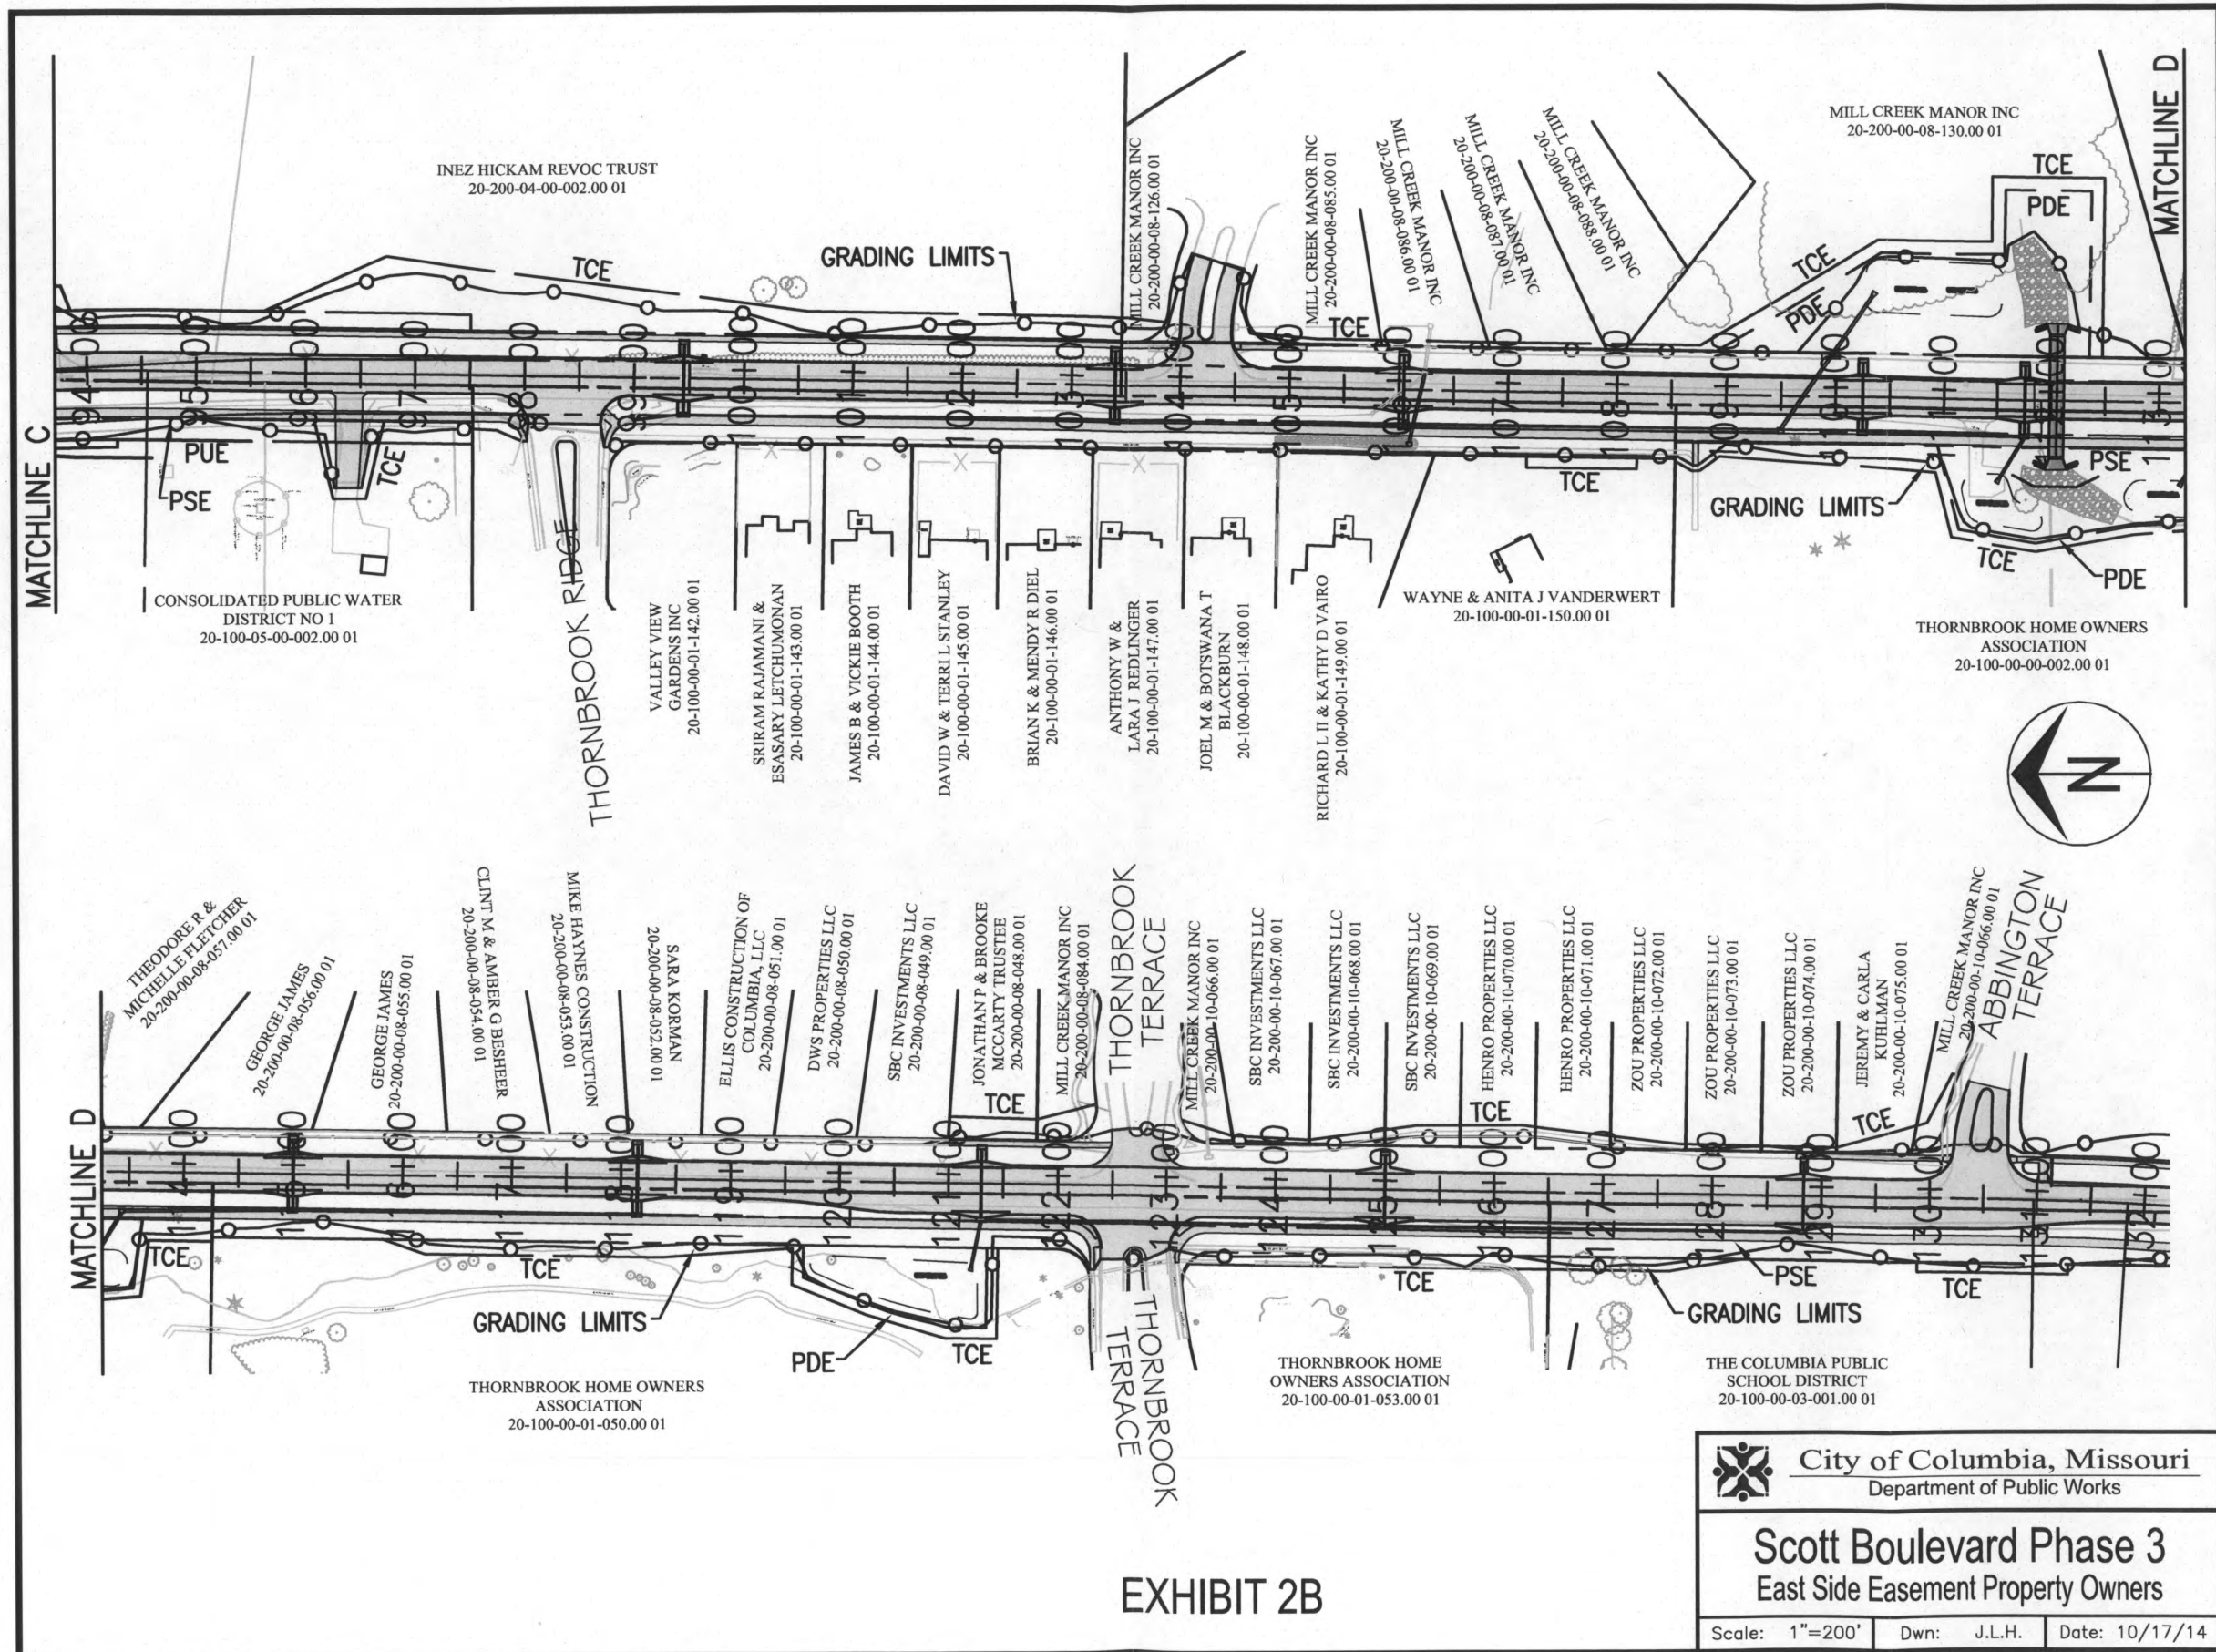 MATCHLINE C
INEZ HICKAM REVOC TRUST
20-200-04-00-002.00 01
TCE
GRADING LIMITS
MILL CREEK MANOR INC
20-200-00-08-126.00 01
MILL CREEK MANOR INC
20-200-00-08-085.00 01
TCE
MILL CREEK MANOR INC
20-200-00-08-086.00 01
MILL CREEK MANOR INC
20-200-00-08-087.00 01
MILL CREEK MANOR INC
20-200-00-08-088.00 01
MILL CREEK MANOR INC
20-200-00-08-130.00 01
TCE
PDE
TCE
PDE
MATCHLINE D
PUE
PSE
TCE
CONSOLIDATED PUBLIC WATER
DISTRICT NO 1
20-100-05-00-002.00 01
THORNBROOK RIDGE
VALLEY VIEW
GARDENS INC
20-100-00-01-142.00 01
SRIRAM RAJAMANI &
ESASARY LETCHUMONAN
20-100-00-01-143.00 01
JAMES B & VICKIE BOOTH
20-100-00-01-144.00 01
DAVID W & TERRI L STANLEY
20-100-00-01-145.00 01
BRIAN K & MENDY R DIEL
20-100-00-01-146.00 01
ANTHONY W &
LARA J REDLINGER
20-100-00-01-147.00 01
JOEL M & BOTSWANA T
BLACKBURN
20-100-00-01-148.00 01
RICHARD L II & KATHY D VAIRO
20-100-00-01-149.00 01
TCE
WAYNE & ANITA J VANDERWERT
20-100-00-01-150.00 01
GRADING LIMITS
PSE
TCE
PDE
THORNBROOK HOME OWNERS
ASSOCIATION
20-100-00-00-002.00 01
N
MATCHLINE D
THEODORE R &
MICHELLE FLETCHER
20-200-00-08-057.00 01
GEORGE JAMES
20-200-00-08-056.00 01
GEORGE JAMES
20-200-00-08-055.00 01
CLINT M & AMBER G BESHEER
20-200-00-08-054.00 01
MIKE HAYNES CONSTRUCTION
20-200-00-08-053.00 01
SARA KORMAN
20-200-00-08-052.00 01
ELLIS CONSTRUCTION OF
COLUMBIA, LLC
20-200-00-08-051.00 01
DWS PROPERTIES LLC
20-200-00-08-050.00 01
SBC INVESTMENTS LLC
20-200-00-08-049.00 01
JONATHAN P & BROOKE
MCCARTY TRUSTEE
20-200-00-08-048.00 01
TCE
MILL CREEK MANOR INC
20-200-00-08-084.00 01
THORNBROOK
TERRACE
MILL CREEK MANOR INC
20-200-00-10-066.00 01
SBC INVESTMENTS LLC
20-200-00-10-067.00 01
SBC INVESTMENTS LLC
20-200-00-10-068.00 01
SBC INVESTMENTS LLC
20-200-00-10-069.00 01
HENRO PROPERTIES LLC
20-200-00-10-070.00 01
TCE
HENRO PROPERTIES LLC
20-200-00-10-071.00 01
ZOU PROPERTIES LLC
20-200-00-10-072.00 01
ZOU PROPERTIES LLC
20-200-00-10-073.00 01
ZOU PROPERTIES LLC
20-200-00-10-074.00 01
JEREMY & CARLA
KUHLMAN
20-200-00-10-075.00 01
TCE
MILL CREEK MANOR INC
20-200-00-10-066.00 01
ABBINGTON
TERRACE
TCE
TCE
GRADING LIMITS
PDE
TCE
THORNBROOK HOME OWNERS
ASSOCIATION
20-100-00-01-050.00 01
THORNBROOK
TERRACE
TCE
THORNBROOK HOME
OWNERS ASSOCIATION
20-100-00-01-053.00 01
PSE
GRADING LIMITS
TCE
THE COLUMBIA PUBLIC
SCHOOL DISTRICT
20-100-00-03-001.00 01
EXHIBIT 2B
City of Columbia, Missouri
Department of Public Works
Scott Boulevard Phase 3
East Side Easement Property Owners
Scale: 1"=200'
Dwn: J.L.H.
Date: 10/17/14